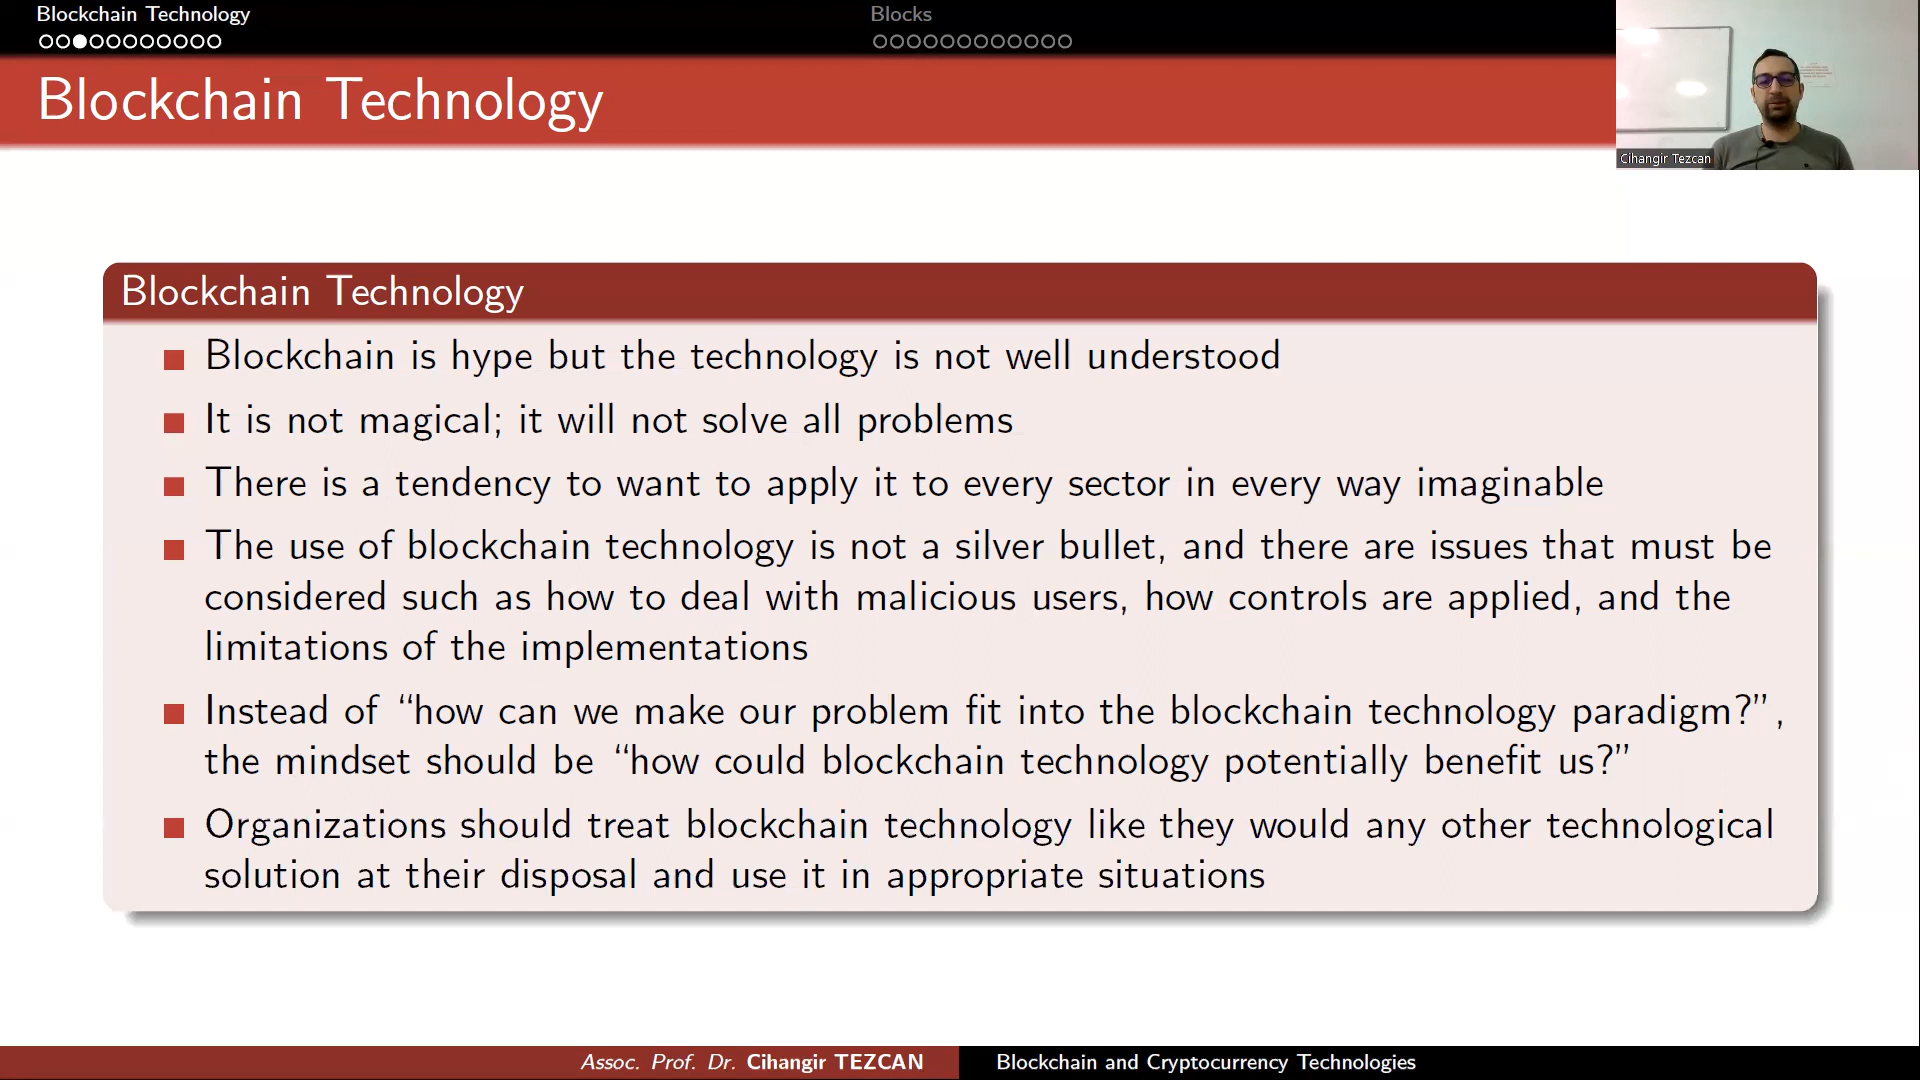 Blockchain Technology
Blocks
Blockchain Technology
Cihangir Tezcan
Blockchain Technology
Blockchain is hype but the technology is not well understood
It is not magical; it will not solve all problems
There is a tendency to want to apply it to every sector in every way imaginable
The use of blockchain technology is not a silver bullet, and there are issues that must be
considered such as how to deal with malicious users, how controls are applied, and the
limitations of the implementations
Instead of “how can we make our problem fit into the blockchain technology paradigm?”,
the mindset should be “how could blockchain technology potentially benefit us?”
Organizations should treat blockchain technology like they would any other technological
solution at their disposal and use it in appropriate situations
Assoc. Prof. Dr. Cihangir TEZCAN
Blockchain and Cryptocurrency Technologies